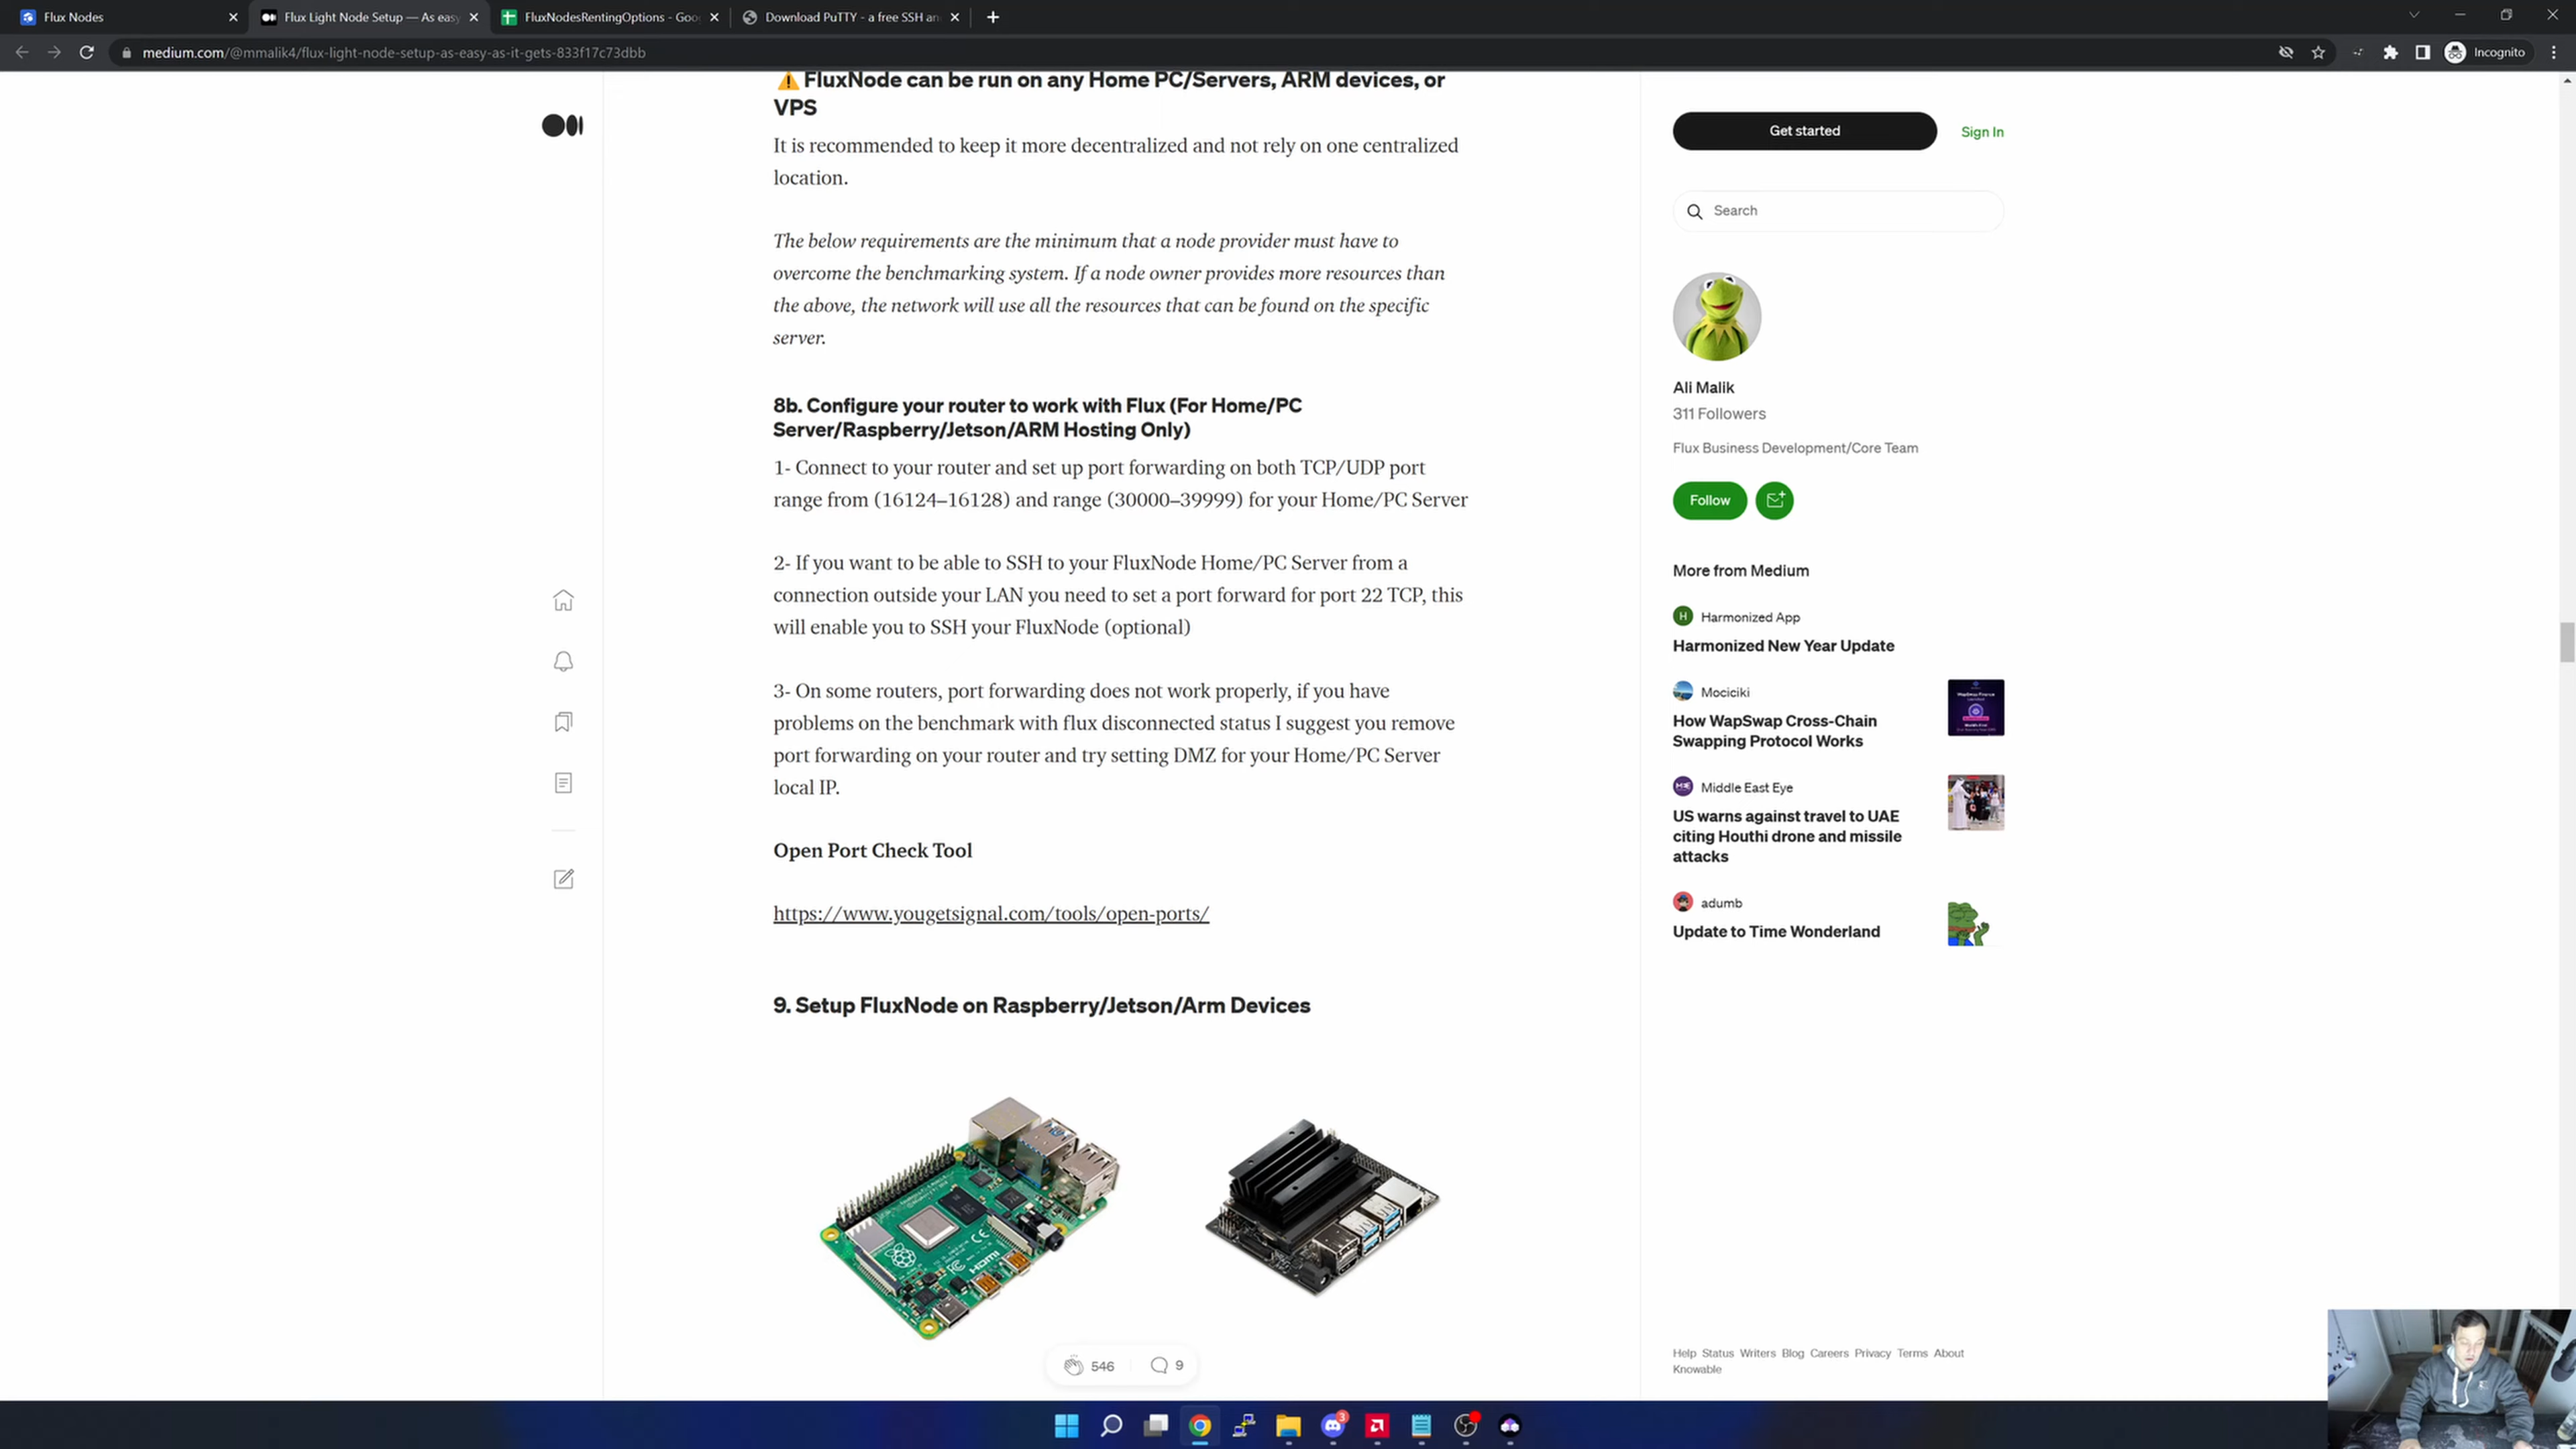 Flux Nodes
Flux Light Node Setup — As easy
FluxNodesRentingOptions - Goo
Download PuTTY - a free SSH an
medium.com/@mmalik4/flux-light-node-setup-as-easy-as-it-gets-833f17c73dbb
Incognito
FluxNode can be run on any Home PC/Servers, ARM devices, or
VPS
It is recommended to keep it more decentralized and not rely on one centralized
location.
The below requirements are the minimum that a node provider must have to
overcome the benchmarking system. If a node owner provides more resources than
the above, the network will use all the resources that can be found on the specific
server.
8b. Configure your router to work with Flux (For Home/PC
Server/Raspberry/Jetson/ARM Hosting Only)
1- Connect to your router and set up port forwarding on both TCP/UDP port
range from (16124–16128) and range (30000–39999) for your Home/PC Server
2- If you want to be able to SSH to your FluxNode Home/PC Server from a
connection outside your LAN you need to set a port forward for port 22 TCP, this
will enable you to SSH your FluxNode (optional)
3- On some routers, port forwarding does not work properly, if you have
problems on the benchmark with flux disconnected status I suggest you remove
port forwarding on your router and try setting DMZ for your Home/PC Server
local IP.
Open Port Check Tool
https://www.yougetsignal.com/tools/open-ports/
9. Setup FluxNode on Raspberry/Jetson/Arm Devices
HDMI
546
9
Get started
Sign In
Search
Ali Malik
311 Followers
Flux Business Development/Core Team
Follow
More from Medium
H
Harmonized App
Harmonized New Year Update
Mociciki
How WapSwap Cross-Chain
Swapping Protocol Works
Middle East Eye
US warns against travel to UAE
citing Houthi drone and missile
attacks
adumb
Update to Time Wonderland
Help Status Writers Blog Careers Privacy Terms About
Knowable
3